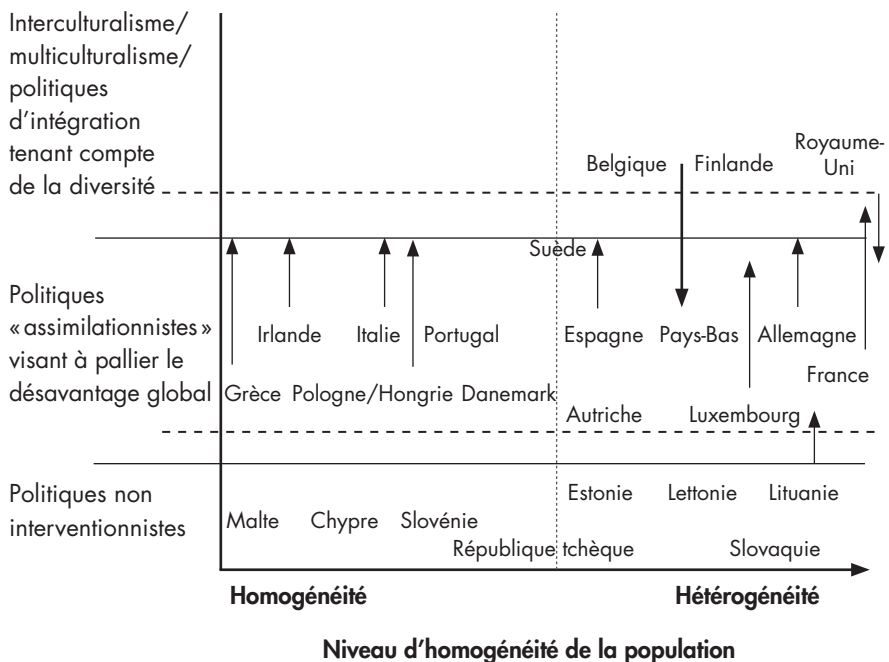 Interculturalisme/
multiculturalisme/
politiques
d’intégration
tenant compte
de la diversité
Royaume-
Uni
Belgique Finlande
Suède
Politiques
« assimilationnistes »
visant à pallier le
désavantage global
Irlande Italie Portugal Espagne Pays-Bas Allemagne
France
Grèce Pologne/Hongrie Danemark
Autriche Luxembourg
Politiques non
interventionnistes
Estonie Lettonie Lituanie
Malte Chypre Slovénie
République tchèque Slovaquie
Homogénéité Hétérogénéité
Niveau d’homogénéité de la population